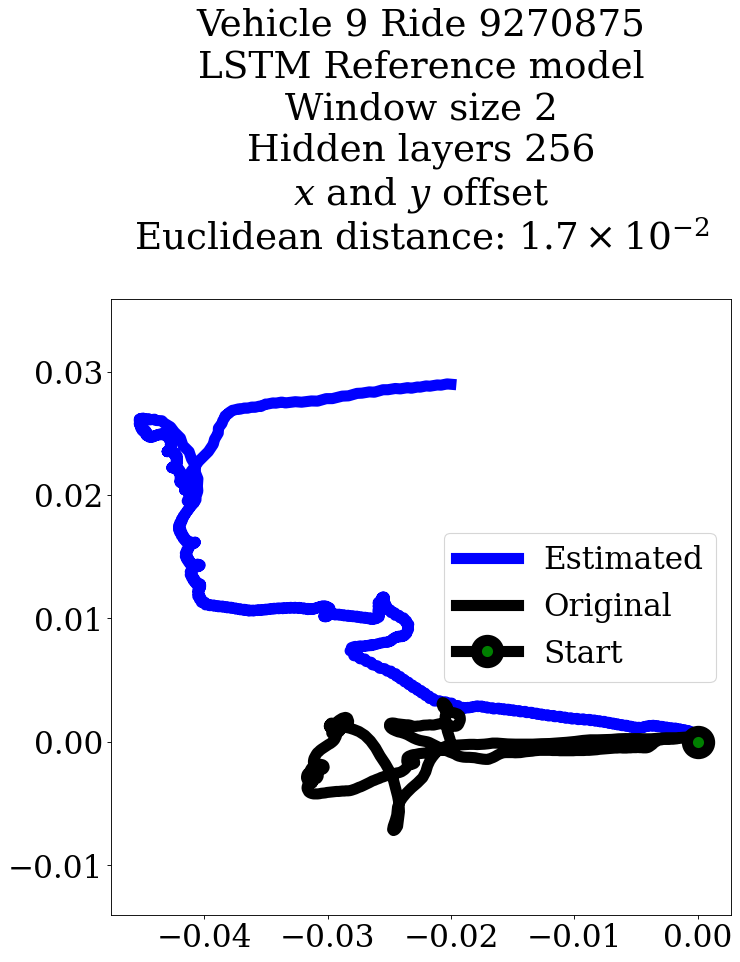 Vehicle 9 Ride 9270875
LSTM Reference model
Window size 2
Hidden layers 256
x and y offset
Euclidean distance: 1.7 × 10⁻²
0.03
0.02
0.01
0.00
−0.01
Estimated
Original
Start
−0.04 −0.03 −0.02 −0.01 0.00